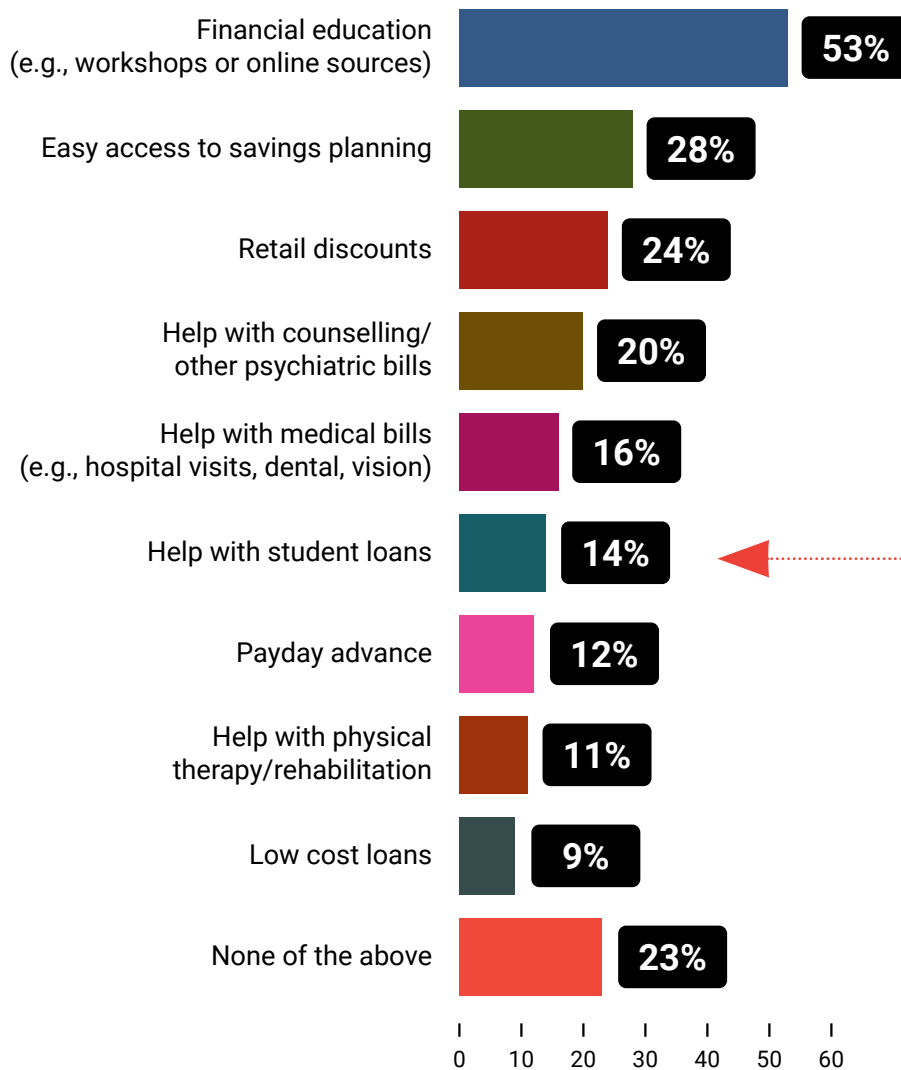 Financial education
(e.g., workshops or online sources)
53%
Easy access to savings planning
28%
Retail discounts
24%
Help with counselling/
other psychiatric bills
20%
Help with medical bills
(e.g., hospital visits, dental, vision)
16%
Help with student loans
14%
Payday advance
12%
Help with physical
therapy/rehabilitation
11%
Low cost loans
9%
None of the above
23%
0 10 20 30 40 50 60